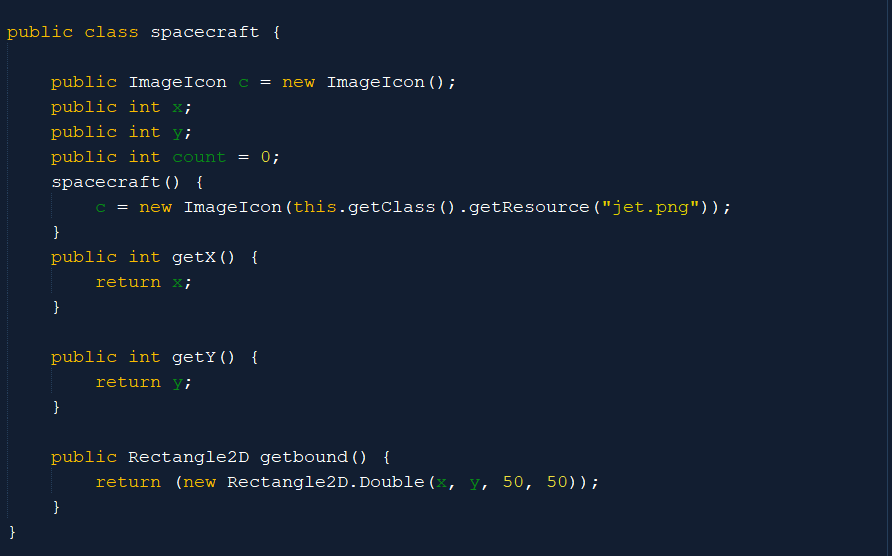 public class spacecraft {
public ImageIcon c = new ImageIcon();
public int x;
public int y;
public int count = 0;
spacecraft() {
c = new ImageIcon(this.getClass().getResource("jet.png"));
}
public int getX() {
return x;
}
public int getY() {
return y;
}
public Rectangle2D getbound() {
return (new Rectangle2D.Double(x, y, 50, 50));
}
}